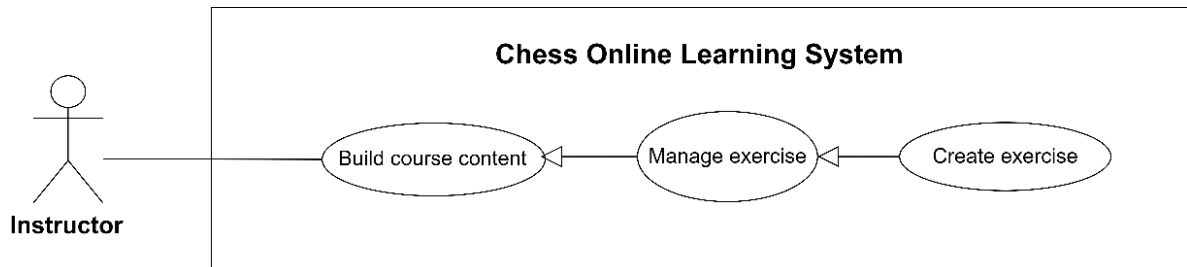 Chess Online Learning System
Build course content
Manage exercise
Create exercise
Instructor